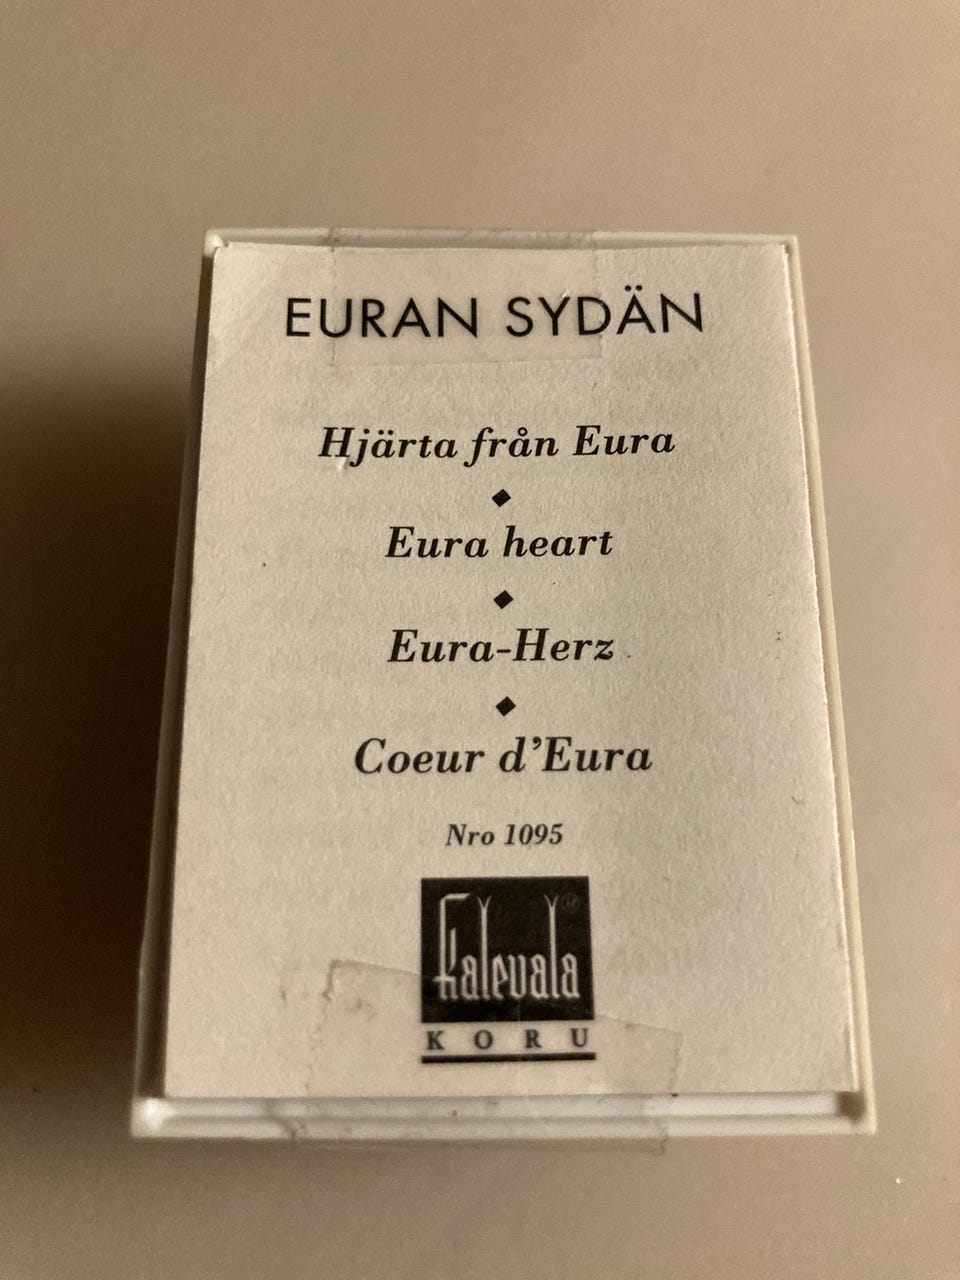 EURAN SYDÄN
Hjärta från Eura
◆
Eura heart
◆
Eura-Herz
◆
Coeur d'Eura
Nro 1095
Kalevala ®
KORU